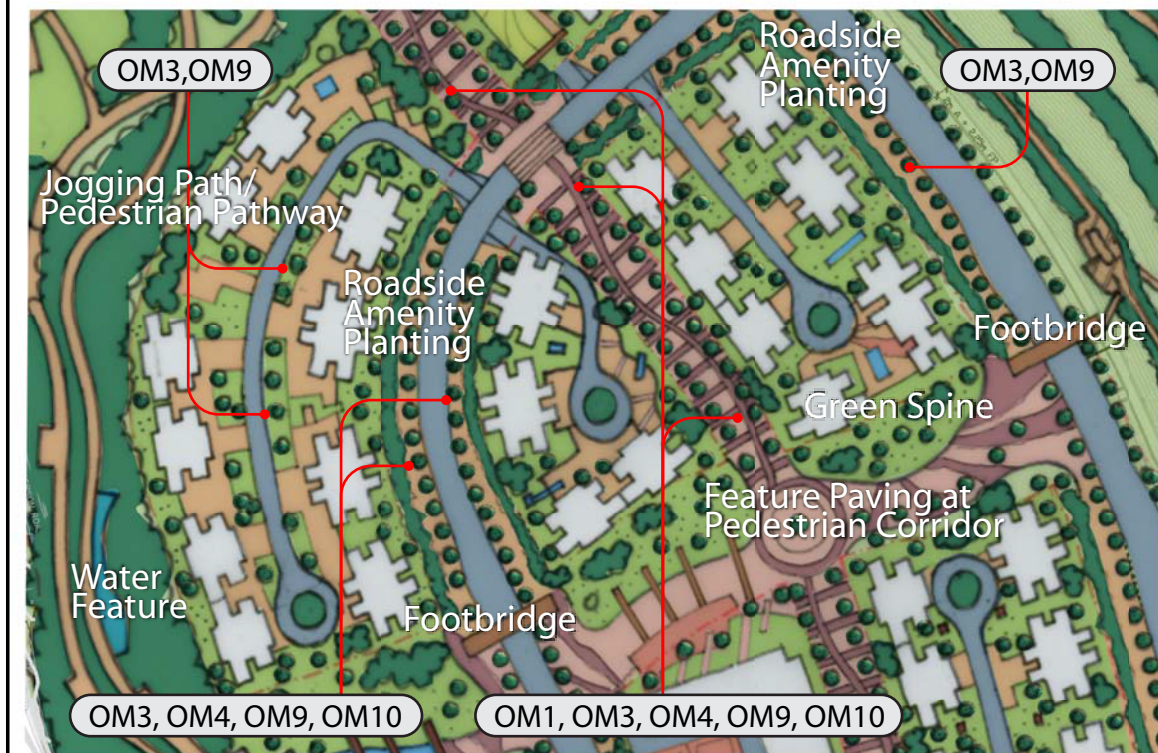 OM3,OM9
Roadside
Amenity
Planting
OM3,OM9
Jogging Path/
Pedestrian Pathway
Roadside
Amenity
Planting
Footbridge
Green Spine
Feature Paving at
Pedestrian Corridor
Water
Feature
Footbridge
OM3, OM4, OM9, OM10
OM1, OM3, OM4, OM9, OM10